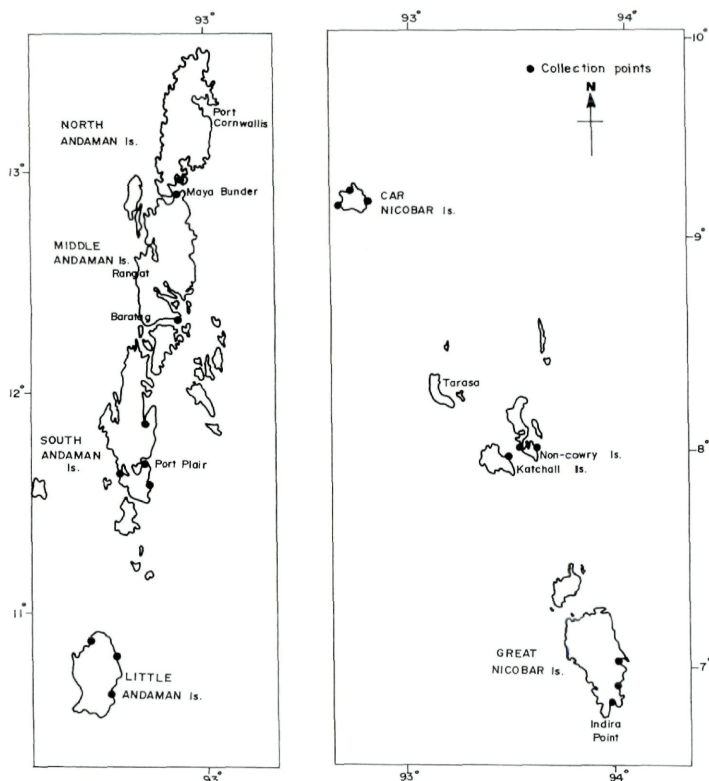 93°
93°
94°
10°
● Collection points
N
Port
Cornwallis
NORTH
ANDAMAN Is.
13°
Maya Bunder
CAR
NICOBAR Is.
9°
MIDDLE
ANDAMAN Is.
Rangat
Baratag
12°
Tarasa
SOUTH
ANDAMAN
Is.
Port Plair
8°
Non-cowry Is.
Katchall Is.
11°
GREAT
NICOBAR Is.
7°
LITTLE
ANDAMAN Is.
Indira
Point
93°
93°
94°